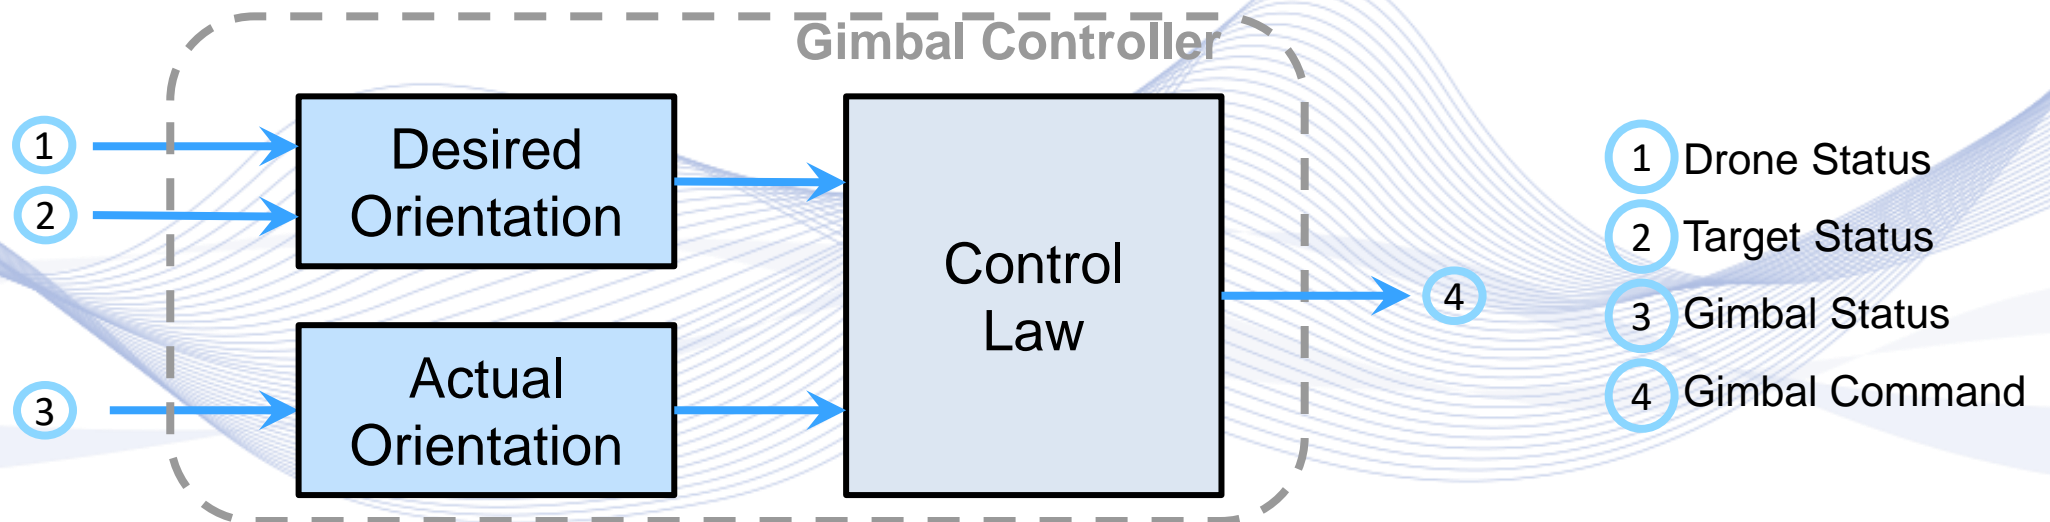 Gimbal Controller
1
2
3
Desired
Orientation
Actual
Orientation
Control
Law
4
1 Drone Status
2 Target Status
3 Gimbal Status
4 Gimbal Command